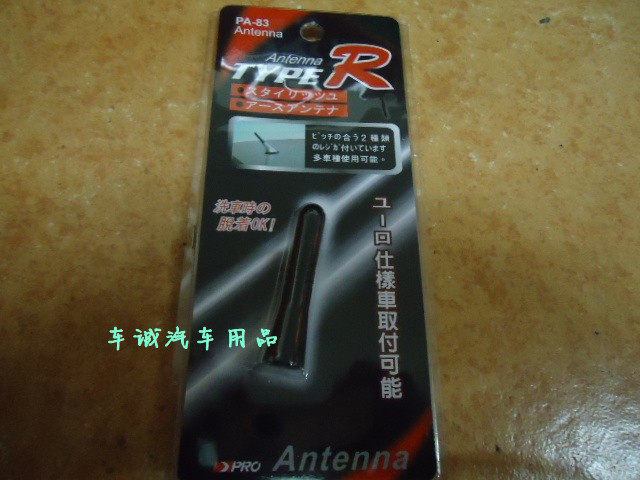 PA-83
Antenna
Antenna
TYPE R
スタイリッシュ
アースアンテナ
ピッチの合う2種類
のレジガ付いています
多車種使用可能。
洗車時の
脱着OK!
ユーロ仕様車取付可能
车诚汽车用品
PRO
Antenna